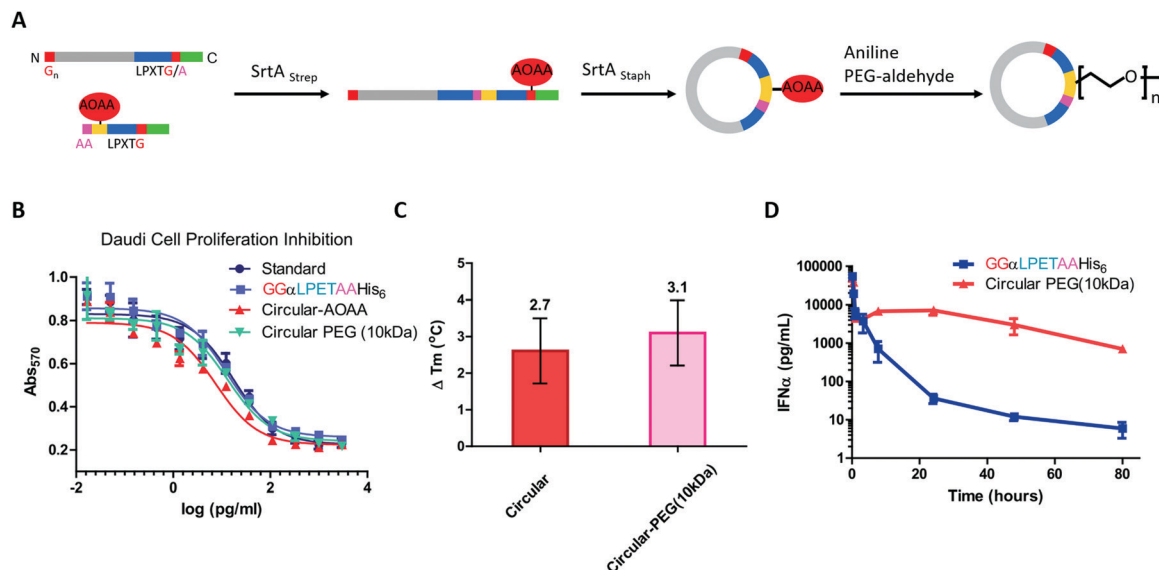 A
N
C
Gn
LPXTG/A
AOAA
AA
LPXTG
SrtA Strep
AOAA
SrtA Staph
AOAA
Aniline
PEG-aldehyde
O
n
B
Daudi Cell Proliferation Inhibition
Standard
GGαLPETAAHis6
Circular-AOAA
Circular PEG (10kDa)
1.0
0.8
0.6
0.4
0.2
Abs570
-2
0
2
4
log (pg/ml)
C
5
4
3
2
1
0
Δ Tm (°C)
2.7
3.1
Circular
Circular-PEG(10kDa)
D
GGαLPETAAHis6
Circular PEG(10kDa)
100000
10000
1000
100
10
1
IFNα (pg/mL)
0
20
40
60
80
Time (hours)